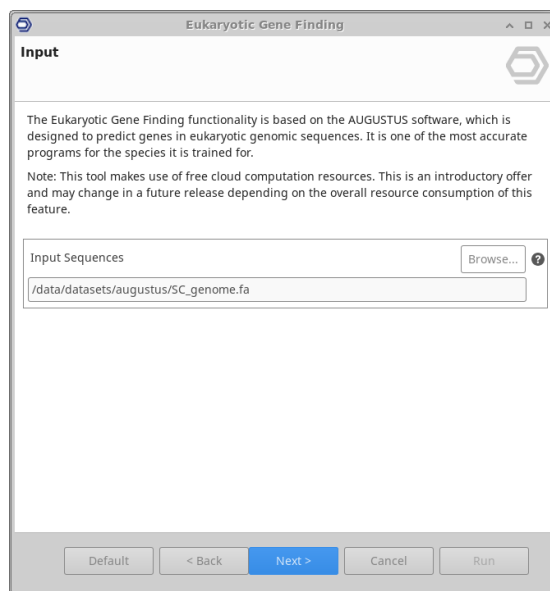 Eukaryotic Gene Finding
Input
The Eukaryotic Gene Finding functionality is based on the AUGUSTUS software, which is
designed to predict genes in eukaryotic genomic sequences. It is one of the most accurate
programs for the species it is trained for.
Note: This tool makes use of free cloud computation resources. This is an introductory offer
and may change in a future release depending on the overall resource consumption of this
feature.
Input Sequences
Browse...
/data/datasets/augustus/SC_genome.fa
Default
< Back
Next >
Cancel
Run